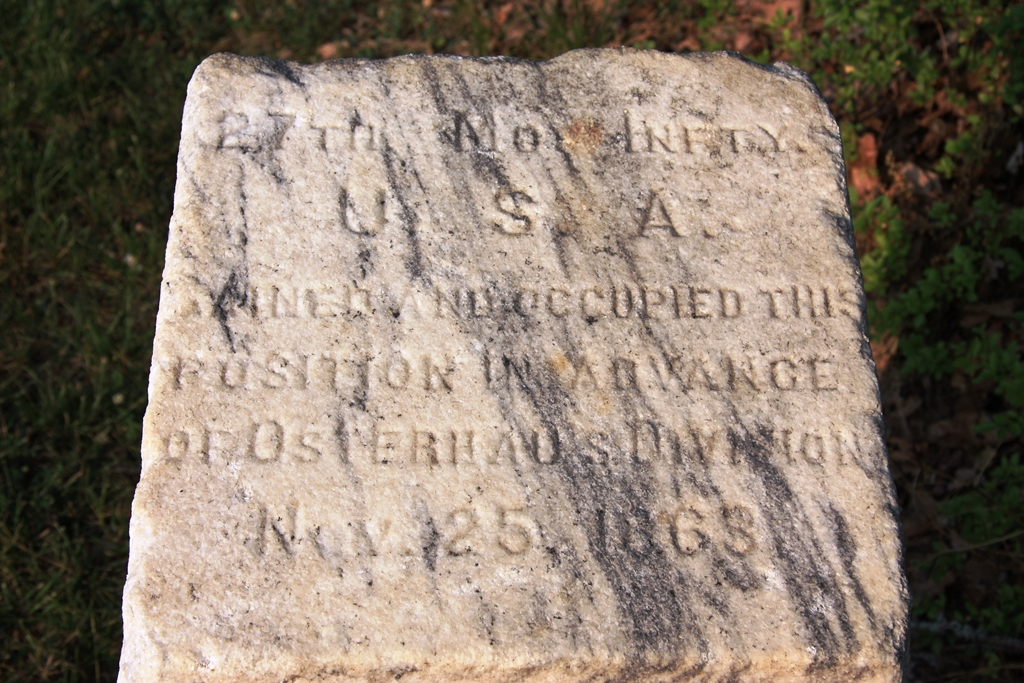 27TH MO. INFTY.
U. S. A.
GAINED AND OCCUPIED THIS
POSITION IN ADVANCE
OF OSTERHAUS DIVISION
NOV. 25 1863